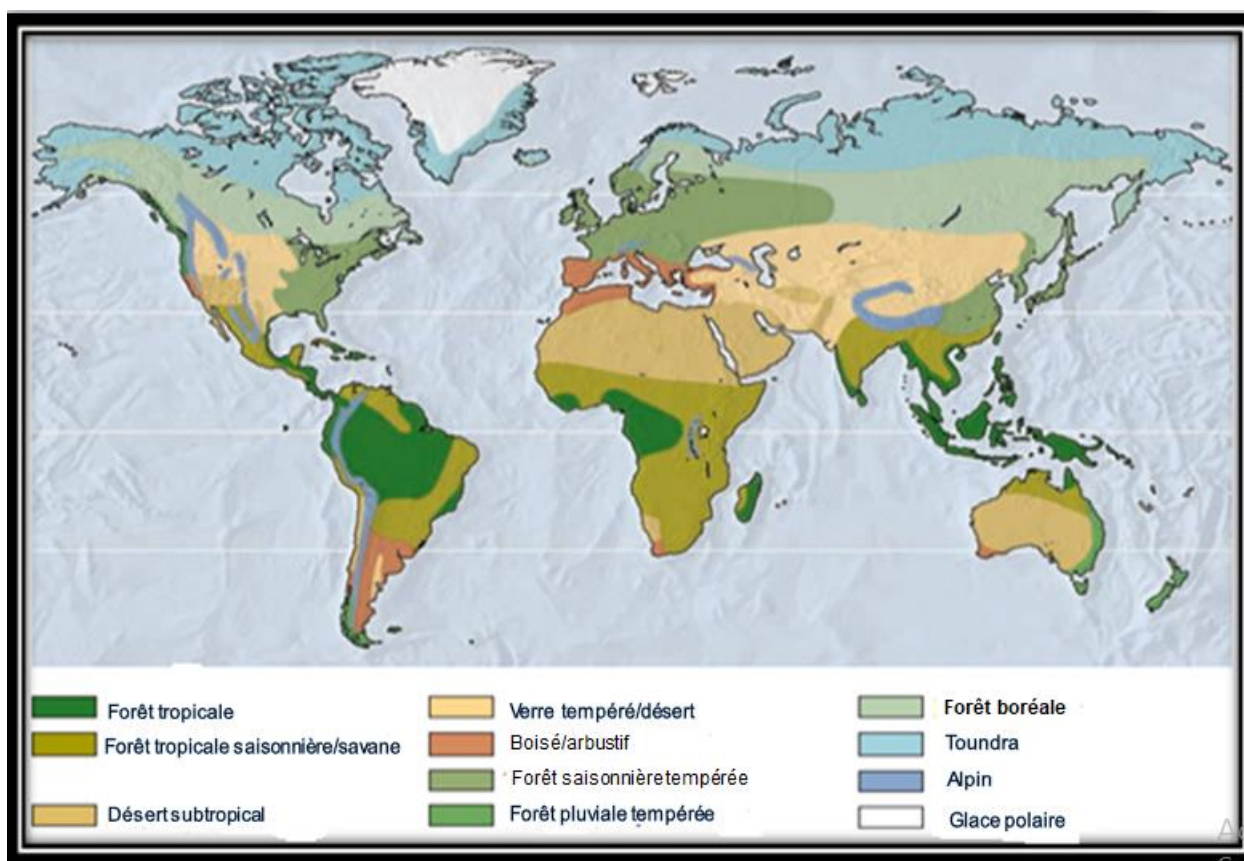 Forêt tropicale
Forêt tropicale saisonnière/savane
Désert subtropical
Verre tempéré/désert
Boisé/arbustif
Forêt saisonnière tempérée
Forêt pluviale tempérée
Forêt boréale
Toundra
Alpin
Glace polaire